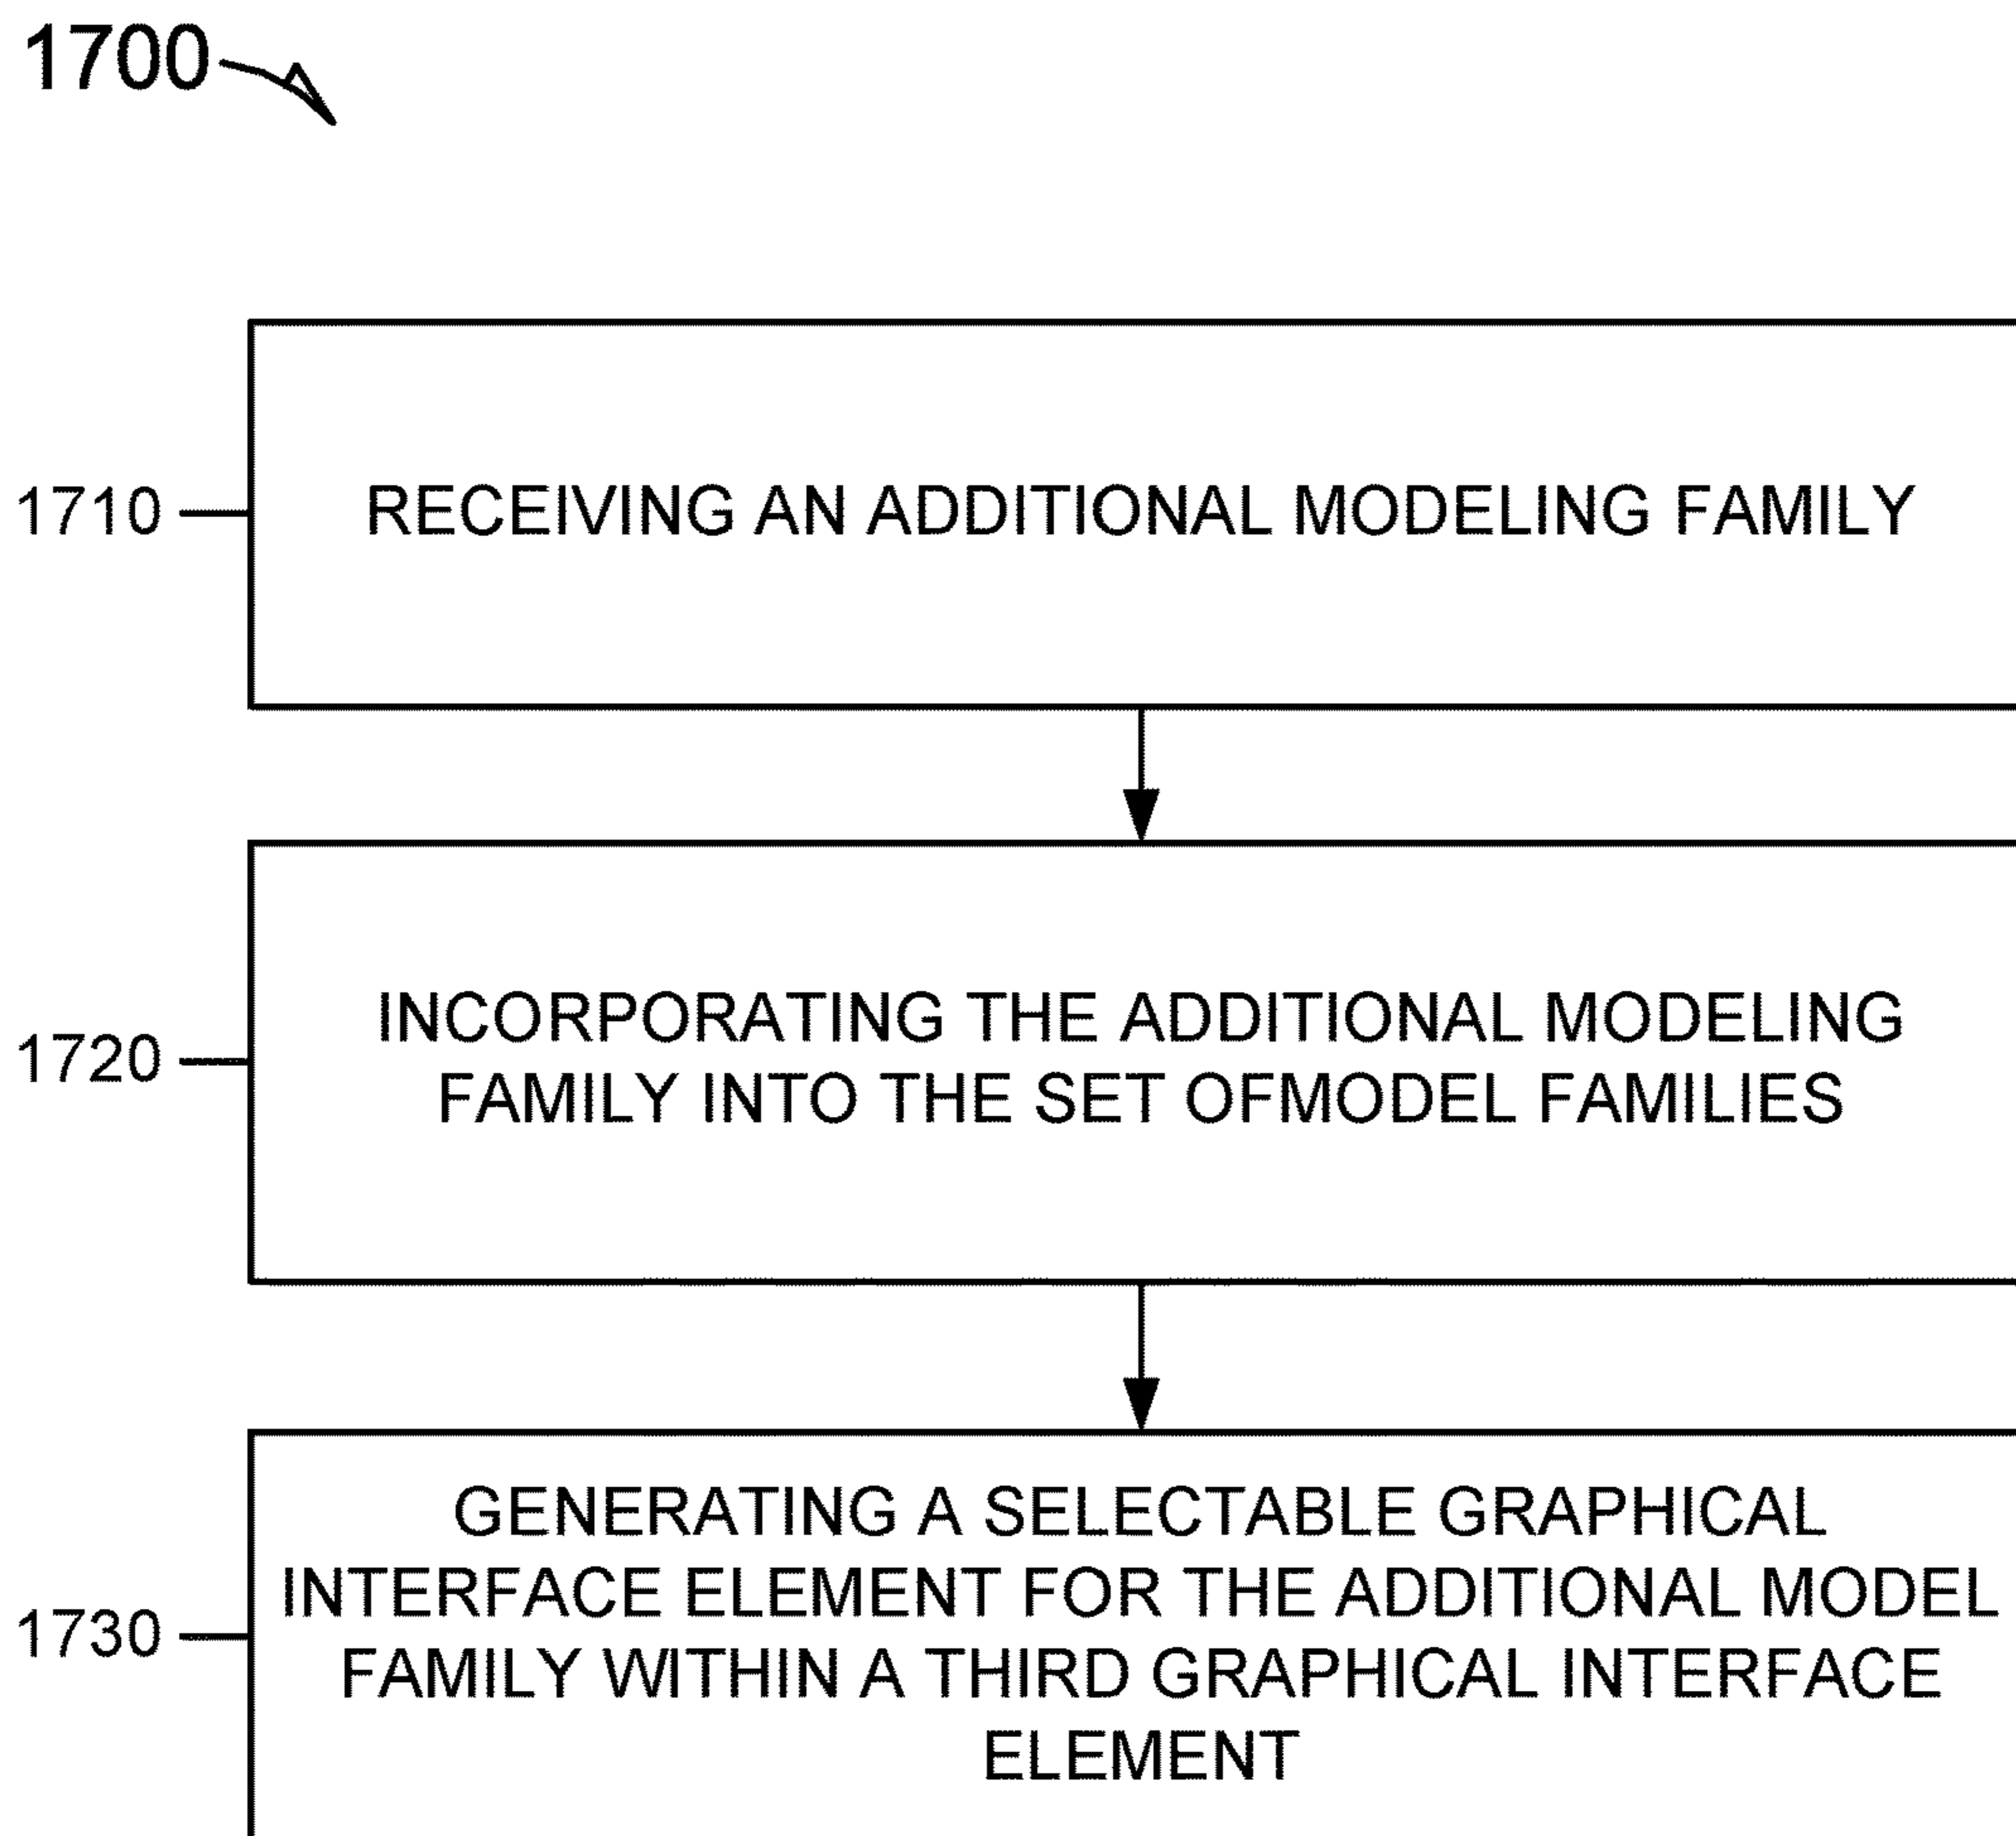 1700
1710
RECEIVING AN ADDITIONAL MODELING FAMILY
1720
INCORPORATING THE ADDITIONAL MODELING
FAMILY INTO THE SET OFMODEL FAMILIES
1730
GENERATING A SELECTABLE GRAPHICAL
INTERFACE ELEMENT FOR THE ADDITIONAL MODEL
FAMILY WITHIN A THIRD GRAPHICAL INTERFACE
ELEMENT